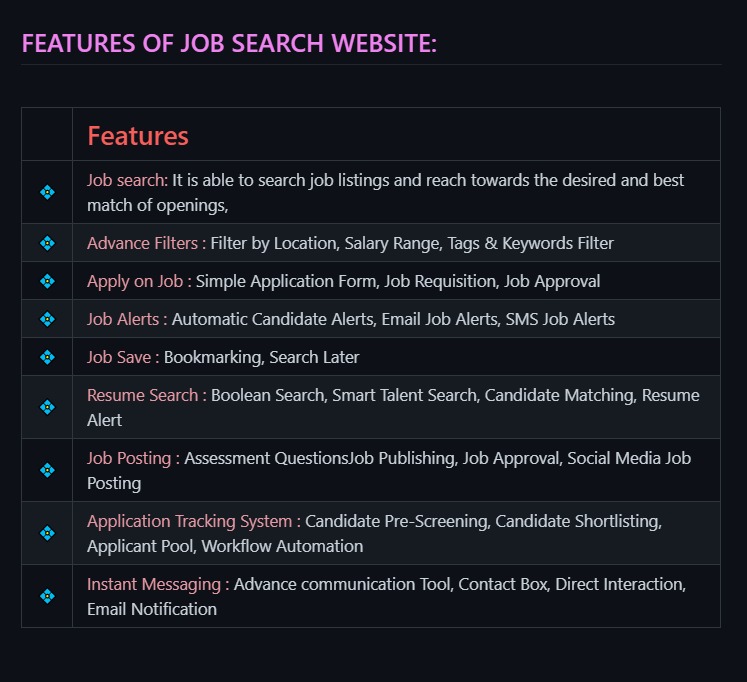 FEATURES OF JOB SEARCH WEBSITE:
Features
Job search: It is able to search job listings and reach towards the desired and best
match of openings,
Advance Filters : Filter by Location, Salary Range, Tags & Keywords Filter
Apply on Job : Simple Application Form, Job Requisition, Job Approval
Job Alerts : Automatic Candidate Alerts, Email Job Alerts, SMS Job Alerts
Job Save : Bookmarking, Search Later
Resume Search : Boolean Search, Smart Talent Search, Candidate Matching, Resume
Alert
Job Posting : Assessment QuestionsJob Publishing, Job Approval, Social Media Job
Posting
Application Tracking System : Candidate Pre-Screening, Candidate Shortlisting,
Applicant Pool, Workflow Automation
Instant Messaging : Advance communication Tool, Contact Box, Direct Interaction,
Email Notification